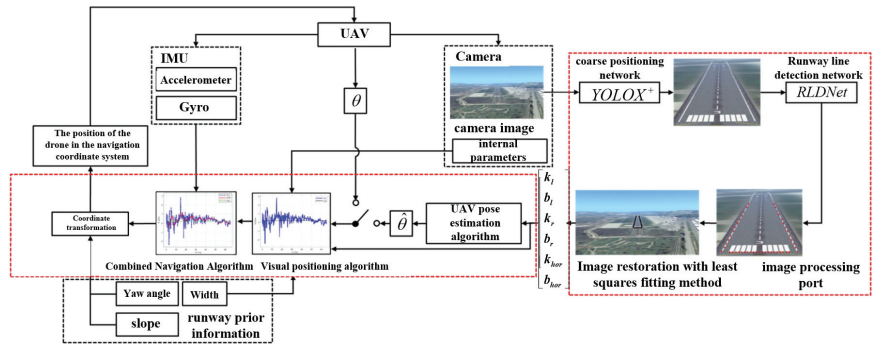 UAV
IMU
Accelerometer
Gyro
θ
Camera
camera image
internal
parameters
coarse positioning
network
YOLOX⁺
Runway line
detection network
RLDNet
The position of the
drone in the navigation
coordinate system
Coordinate
transformation
Combined Navigation Algorithm
Visual positioning algorithm
θ̂
UAV pose
estimation
algorithm
k_l
b_l
k_r
b_r
k_hor
b_hor
Image restoration with least
squares fitting method
image processing
port
Yaw angle
Width
slope
runway prior
information